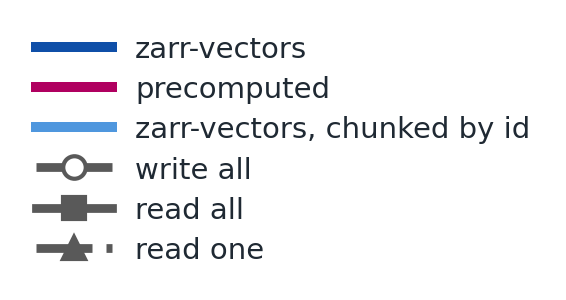 zarr-vectors
precomputed
zarr-vectors, chunked by id
write all
read all
read one